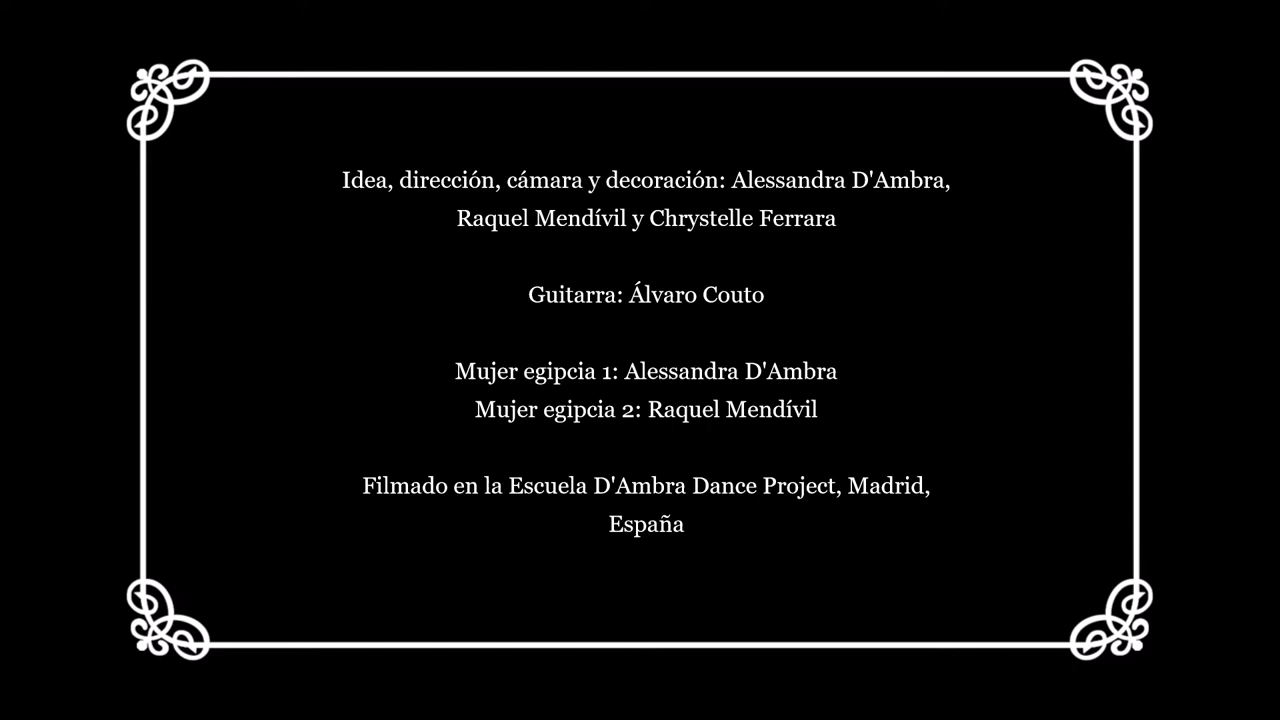 Idea, dirección, cámara y decoración: Alessandra D'Ambra,
Raquel Mendívil y Chrystelle Ferrara
Guitarra: Álvaro Couto
Mujer egipcia 1: Alessandra D'Ambra
Mujer egipcia 2: Raquel Mendívil
Filmado en la Escuela D'Ambra Dance Project, Madrid,
España